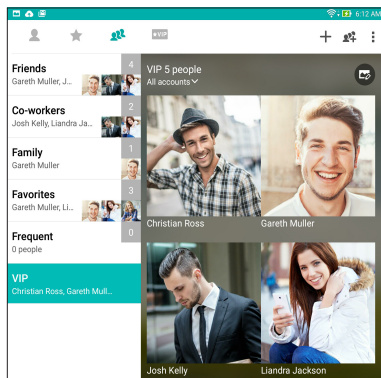 6:12 AM
VIP
Friends
4
Gareth Muller, J...
Co-workers
2
Josh Kelly, Liandra Ja...
Family
1
Gareth Muller
Favorites
3
Gareth Muller, Li...
Frequent
0
0 people
VIP
Christian Ross, Gareth Mull...
VIP 5 people
All accounts
Christian Ross
Gareth Muller
Josh Kelly
Liandra Jackson